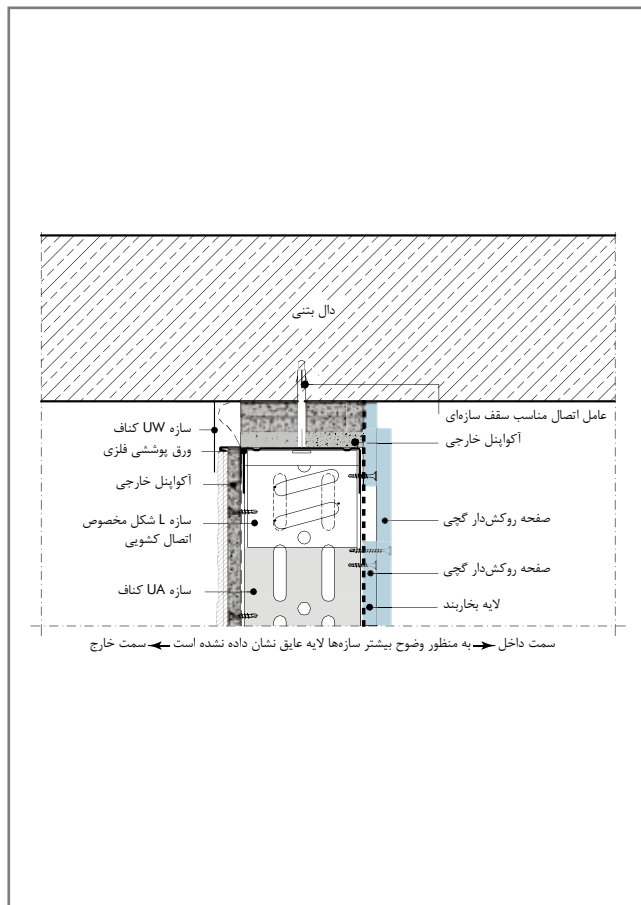 دال بتنی
عامل اتصال مناسب سقف سازه‌ای
آکواپنل خارجی
صفحه روکش‌دار گچی
صفحه روکش‌دار گچی
لایه بخاربند
سازه UW کناف
ورق پوششی فلزی
آکواپنل خارجی
سازه L شکل مخصوص
اتصال کشویی
سازه UA کناف
سمت داخل به منظور وضوح بیشتر سازه‌ها لایه عایق نشان داده نشده است سمت خارج